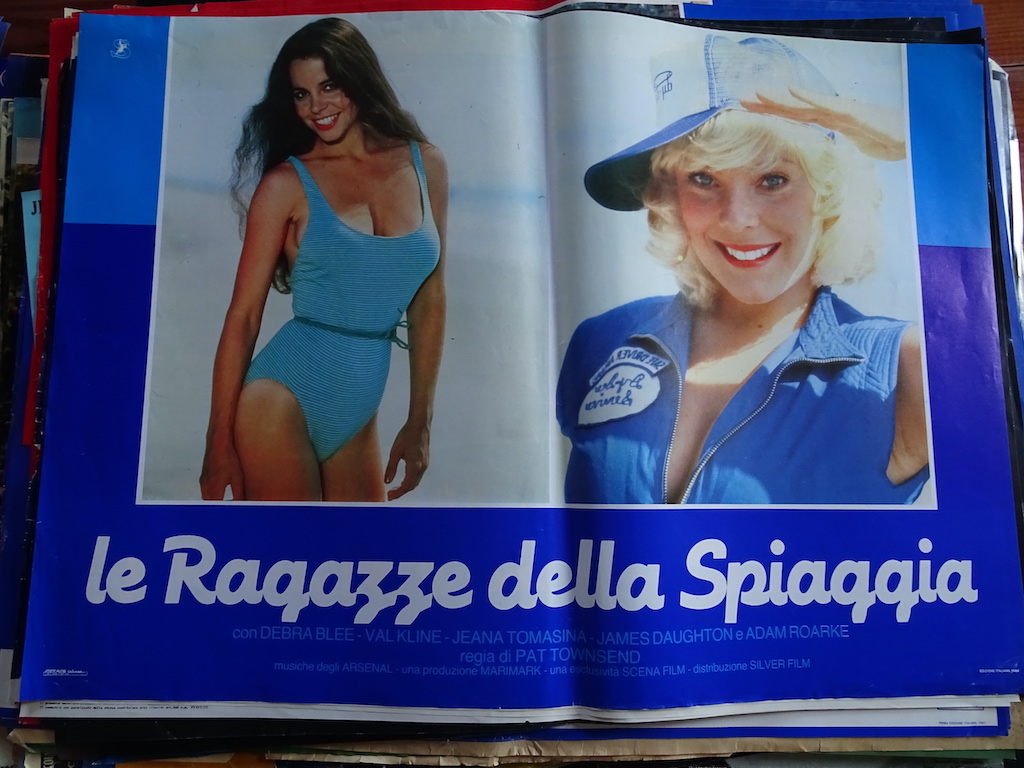 le Ragazze della Spiaggia
con DEBRA BLEE - VAL KLINE - JEANA TOMASINA - JAMES DAUGHTON e ADAM ROARKE
regia di PAT TOWNSEND
musiche degli ARSENAL - una produzione MARIMARK - una esclusività SCENA FILM - distribuzione SILVER FILM